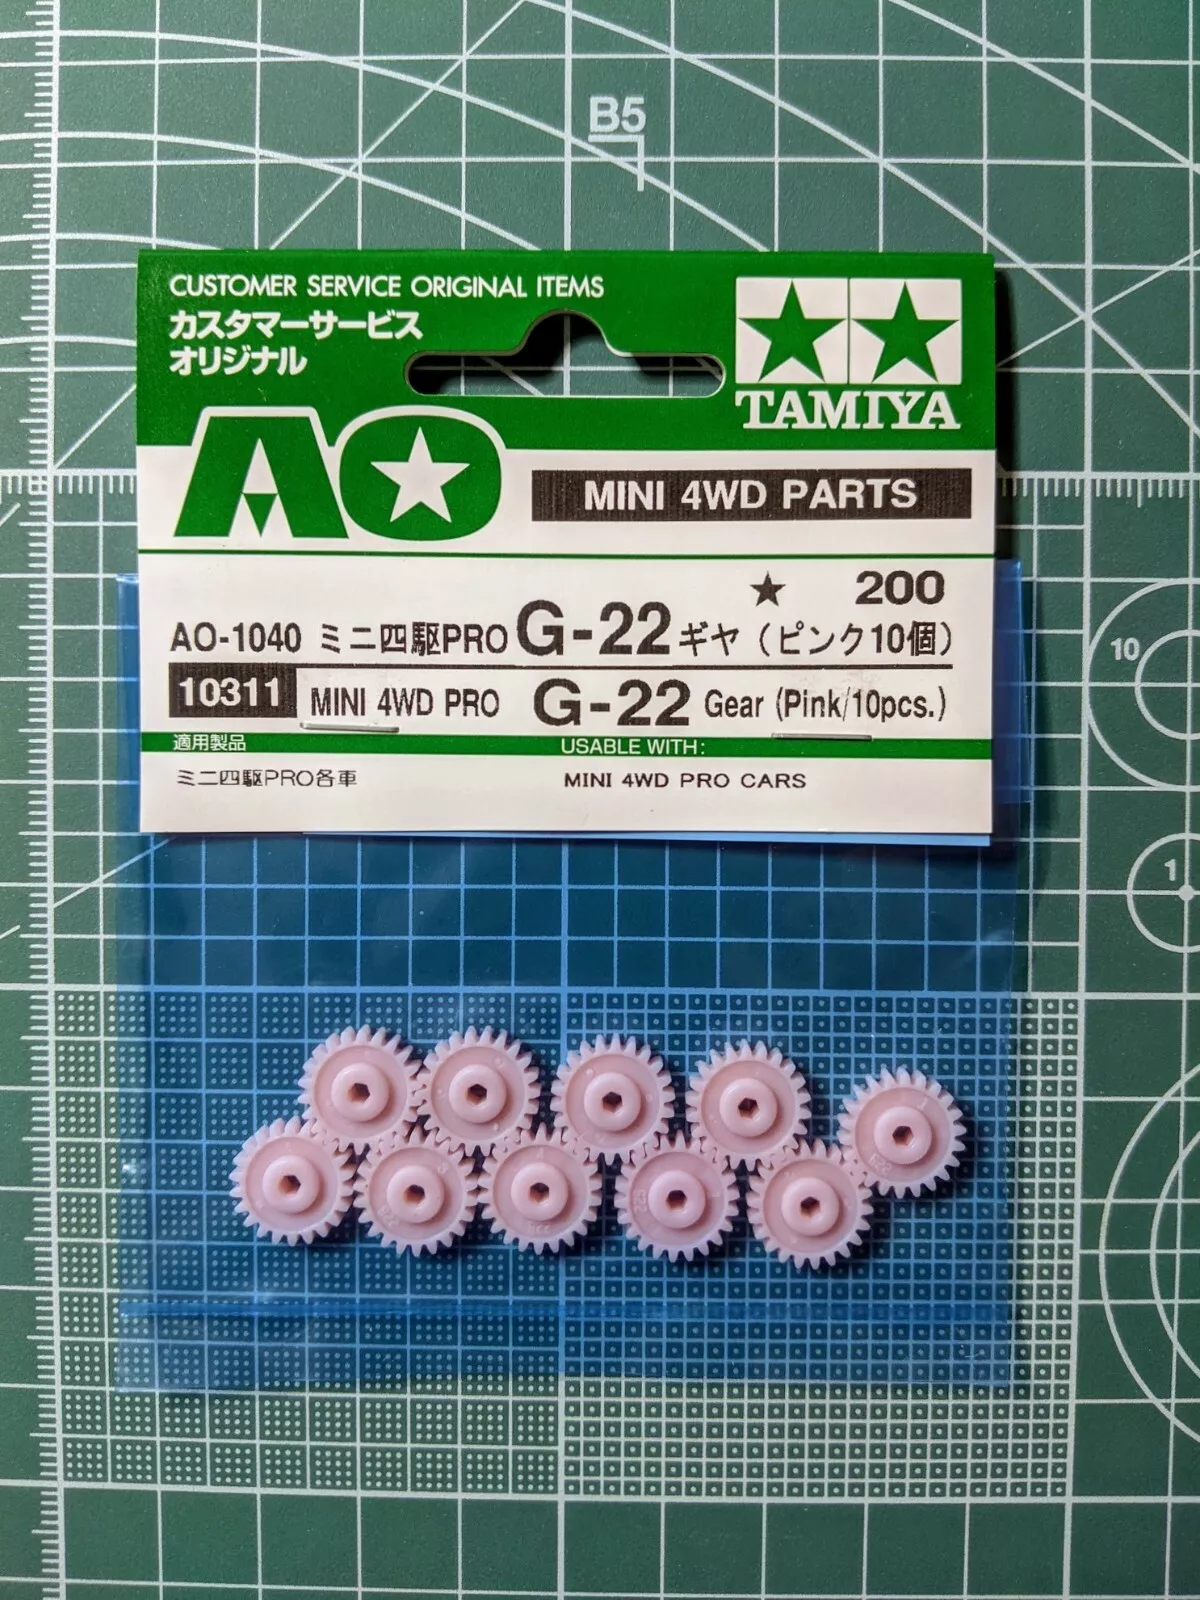 B5
CUSTOMER SERVICE ORIGINAL ITEMS
カスタマーサービス
オリジナル
TAMIYA
AO
MINI 4WD PARTS
★ 200
AO-1040 ミニ四駆PRO G-22 ギヤ（ピンク10個）
10311 MINI 4WD PRO G-22 Gear (Pink/10pcs.)
適用製品 USABLE WITH:
ミニ四駆PRO各車 MINI 4WD PRO CARS
10
1